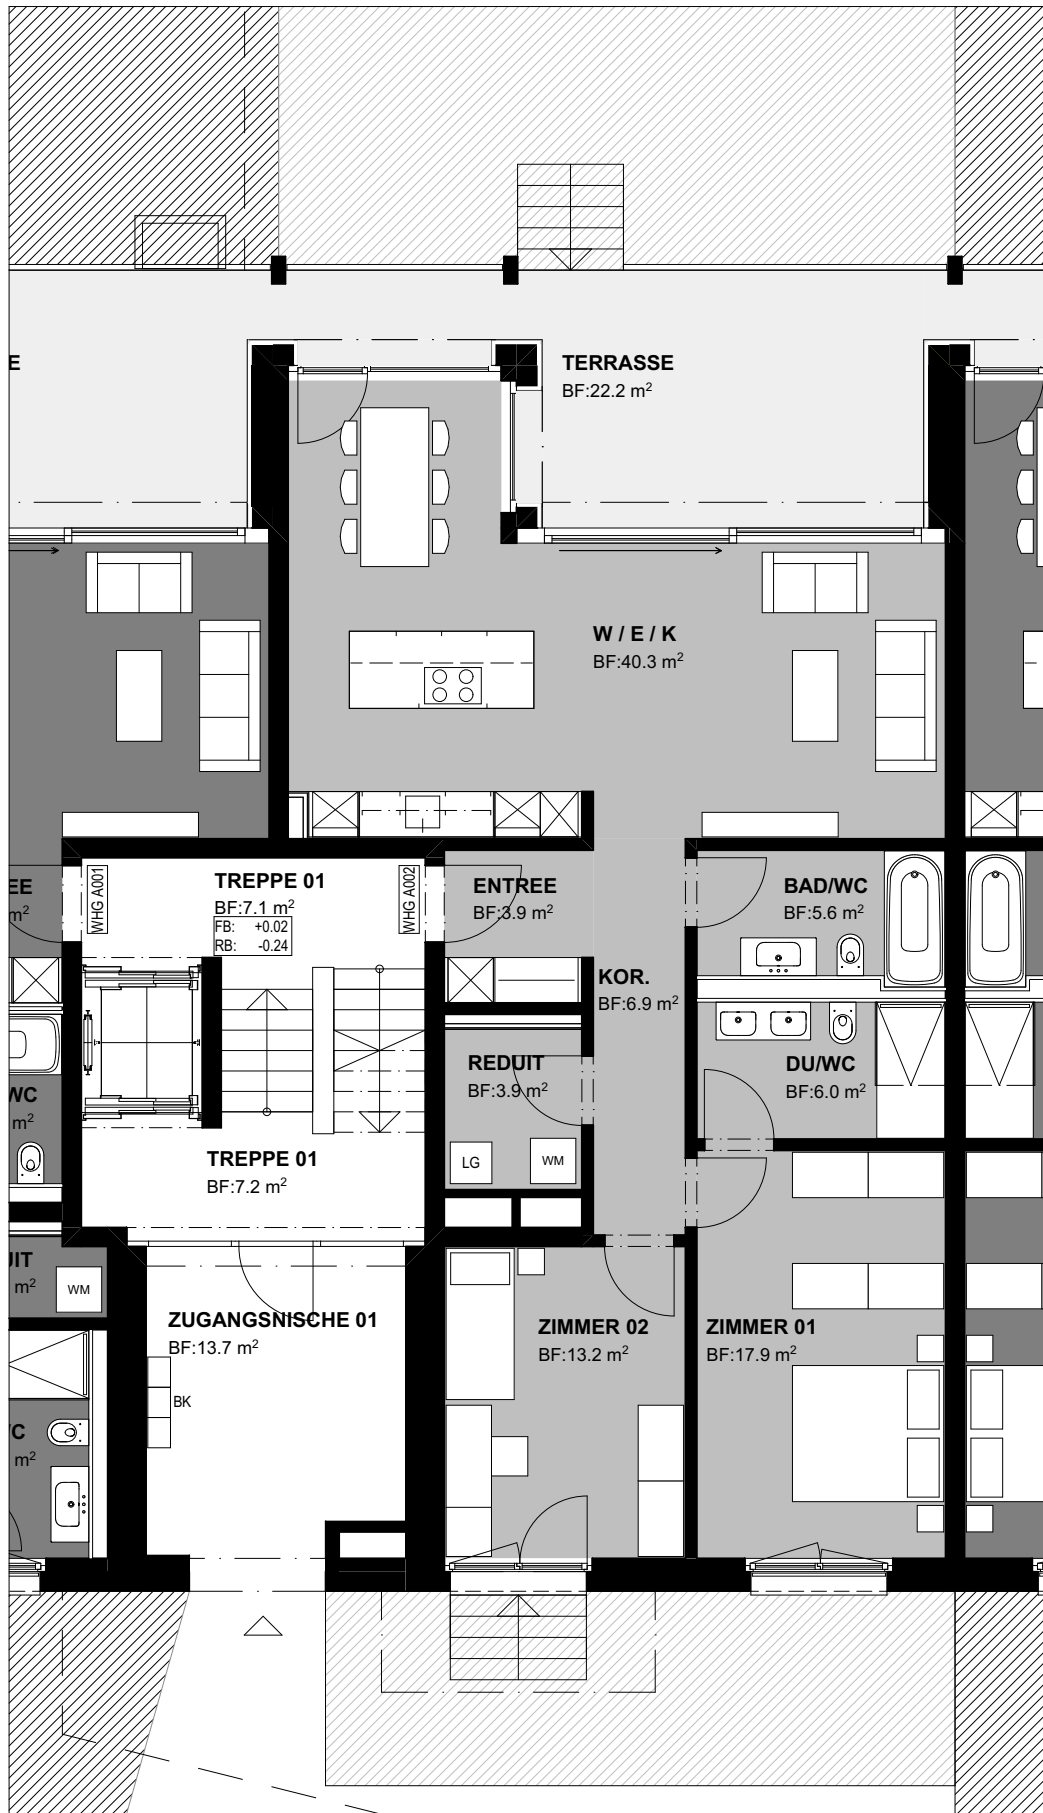 E
TERRASSE
BF:22.2 m²
W / E / K
BF:40.3 m²
WHG A001
TREPPE 01
BF:7.1 m²
FB: +0.02
RB: -0.24
WHG A002
EE
m²
ENTREE
BF:3.9 m²
BAD/WC
BF:5.6 m²
KOR.
BF:6.9 m²
REDUIT
BF:3.9 m²
LG
WM
DU/WC
BF:6.0 m²
WC
m²
TREPPE 01
BF:7.2 m²
UIT
m²
WM
ZUGANGSNISCHE 01
BF:13.7 m²
BK
ZIMMER 02
BF:13.2 m²
ZIMMER 01
BF:17.9 m²
C
m²